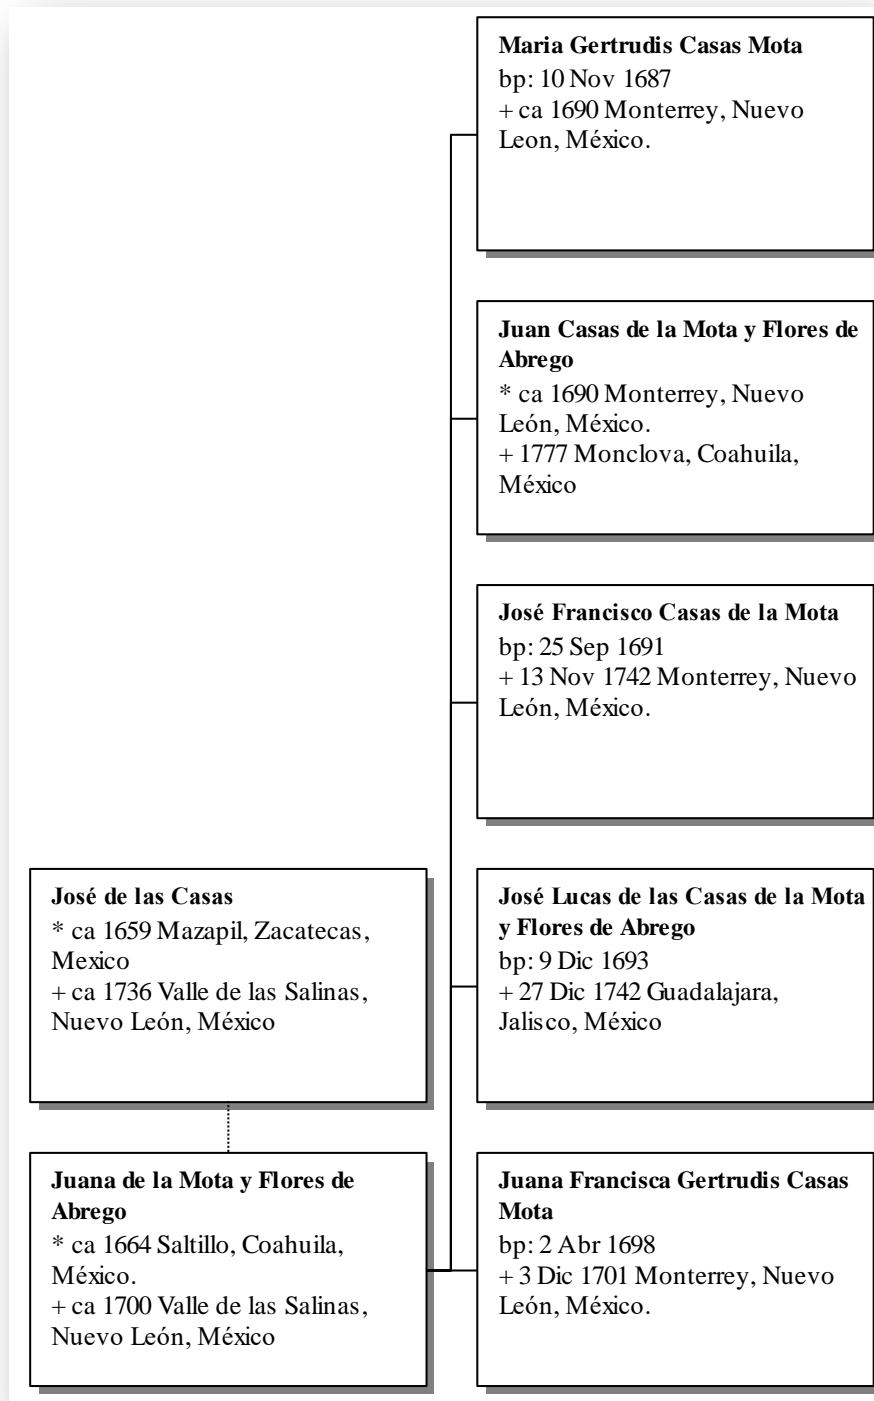 Maria Gertrudis Casas Mota
bp: 10 Nov 1687
+ ca 1690 Monterrey, Nuevo
Leon, México.
Juan Casas de la Mota y Flores de
Abrego
* ca 1690 Monterrey, Nuevo
León, México.
+ 1777 Monclova, Coahuila,
México
José Francisco Casas de la Mota
bp: 25 Sep 1691
+ 13 Nov 1742 Monterrey, Nuevo
León, México.
José de las Casas
* ca 1659 Mazapil, Zacatecas,
Mexico
+ ca 1736 Valle de las Salinas,
Nuevo León, México
José Lucas de las Casas de la Mota
y Flores de Abrego
bp: 9 Dic 1693
+ 27 Dic 1742 Guadalajara,
Jalisco, México
Juana de la Mota y Flores de
Abrego
* ca 1664 Saltillo, Coahuila,
México.
+ ca 1700 Valle de las Salinas,
Nuevo León, México
Juana Francisca Gertrudis Casas
Mota
bp: 2 Abr 1698
+ 3 Dic 1701 Monterrey, Nuevo
León, México.